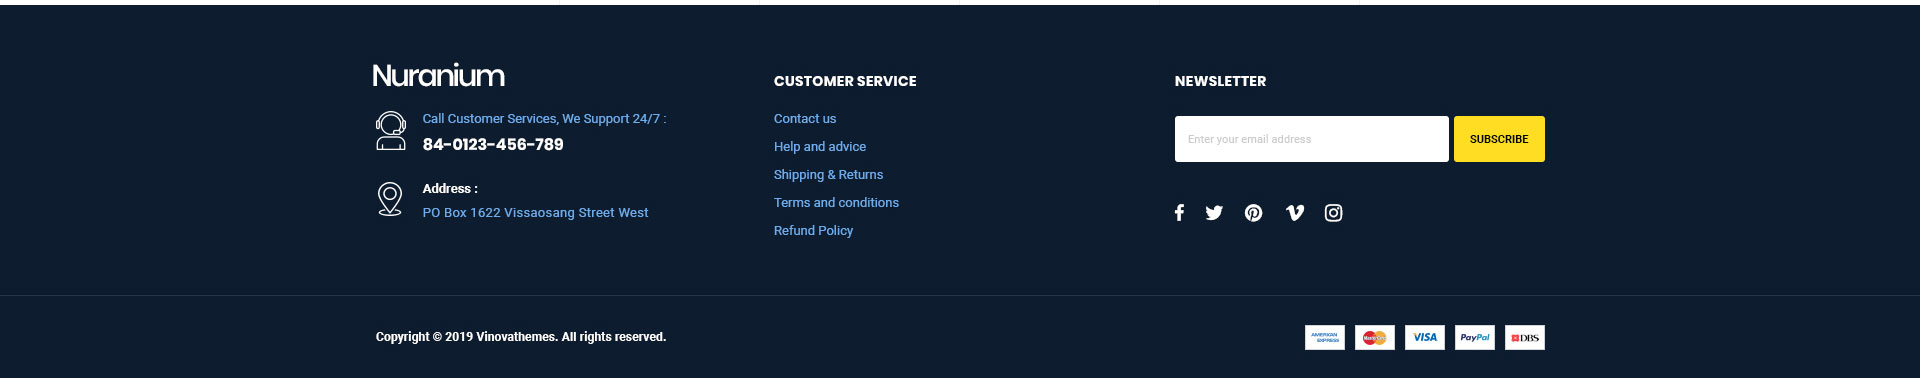 Nuranium
Call Customer Services, We Support 24/7 :
84-0123-456-789
Address :
PO Box 1622 Vissaosang Street West
CUSTOMER SERVICE
Contact us
Help and advice
Shipping & Returns
Terms and conditions
Refund Policy
NEWSLETTER
Enter your email address
SUBSCRIBE
Copyright © 2019 Vinovathemes. All rights reserved.
AMERICAN
EXPRESS
MasterCard
VISA
PayPal
DBS